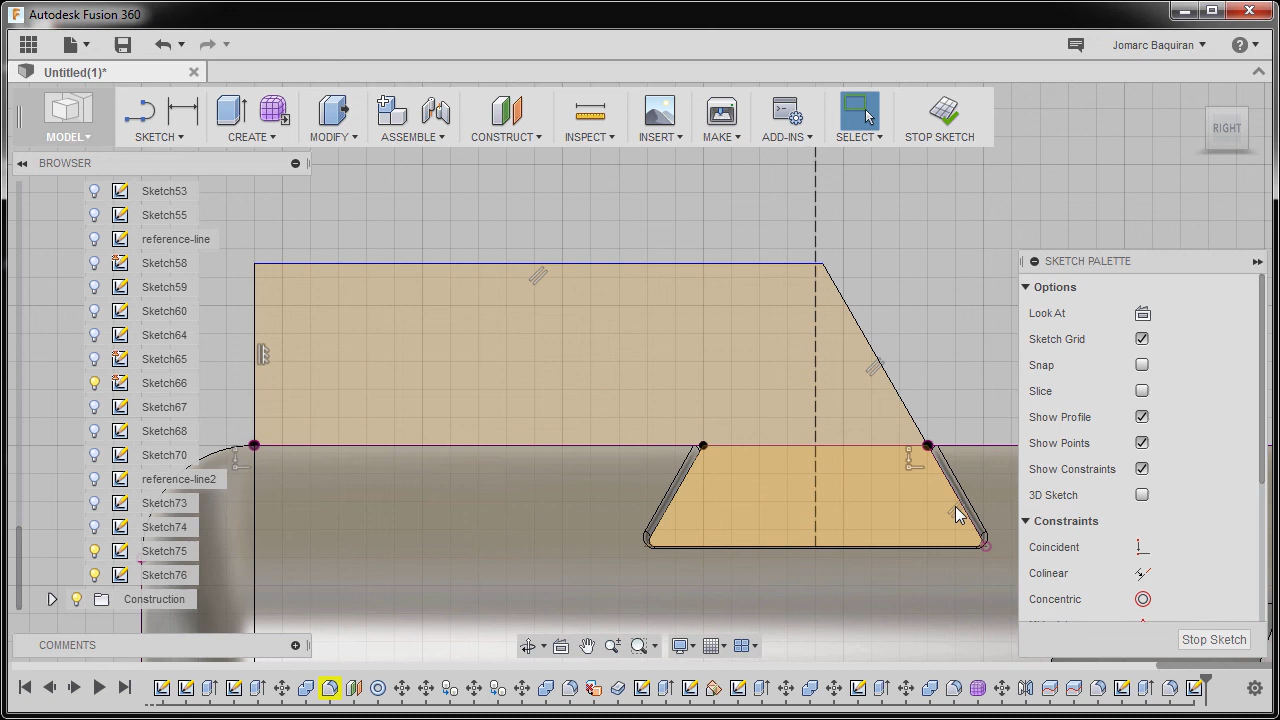 Autodesk Fusion 360
Jomarc Baquiran
Untitled(1)*
MODEL
SKETCH
CREATE
MODIFY
ASSEMBLE
CONSTRUCT
INSPECT
INSERT
MAKE
ADD-INS
SELECT
STOP SKETCH
RIGHT
BROWSER
Sketch53
Sketch55
reference-line
Sketch58
Sketch59
Sketch60
Sketch64
Sketch65
Sketch66
Sketch67
Sketch68
Sketch70
reference-line2
Sketch73
Sketch74
Sketch75
Sketch76
Construction
COMMENTS
SKETCH PALETTE
Options
Look At
Sketch Grid
Snap
Slice
Show Profile
Show Points
Show Constraints
3D Sketch
Constraints
Coincident
Colinear
Concentric
Stop Sketch